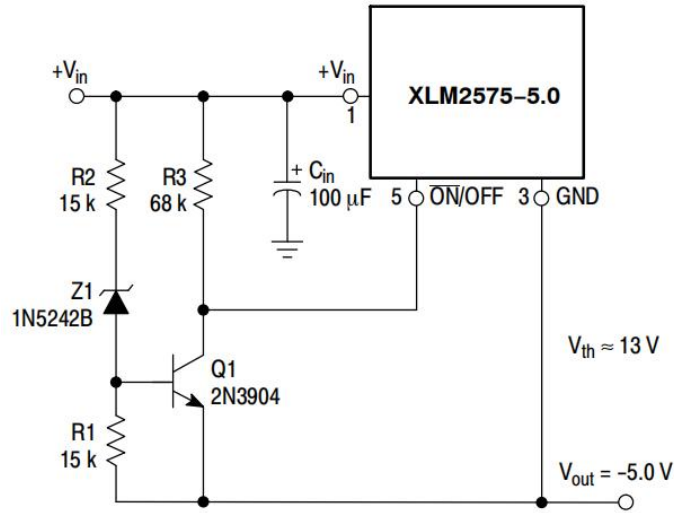 +Vin
+Vin
XLM2575-5.0
1
R2
15 k
R3
68 k
+
Cin
100 µF
5
ON/OFF
3
GND
Z1
1N5242B
Q1
2N3904
Vth ≈ 13 V
R1
15 k
Vout = -5.0 V